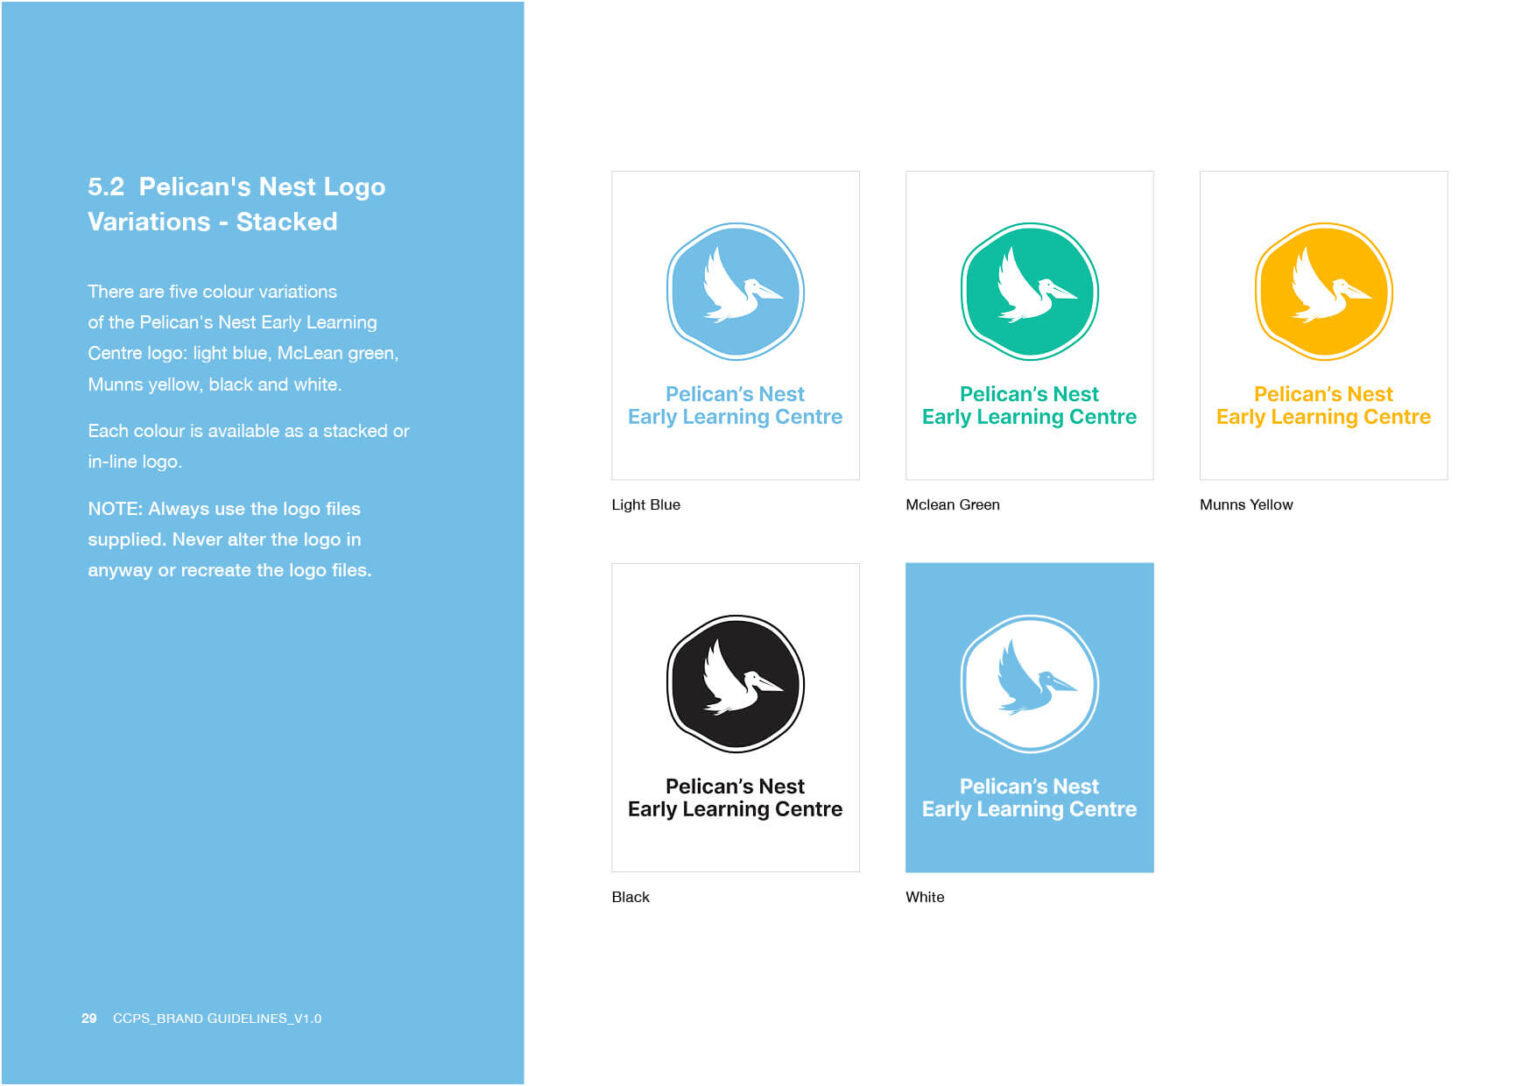 5.2 Pelican's Nest Logo
Variations - Stacked
There are five colour variations
of the Pelican's Nest Early Learning
Centre logo: light blue, McLean green,
Munns yellow, black and white.
Each colour is available as a stacked or
in-line logo.
NOTE: Always use the logo files
supplied. Never alter the logo in
anyway or recreate the logo files.
29 CCPS_BRAND GUIDELINES_V1.0
Pelican’s Nest
Early Learning Centre
Light Blue
Pelican’s Nest
Early Learning Centre
Mclean Green
Pelican’s Nest
Early Learning Centre
Munns Yellow
Pelican’s Nest
Early Learning Centre
Black
Pelican’s Nest
Early Learning Centre
White